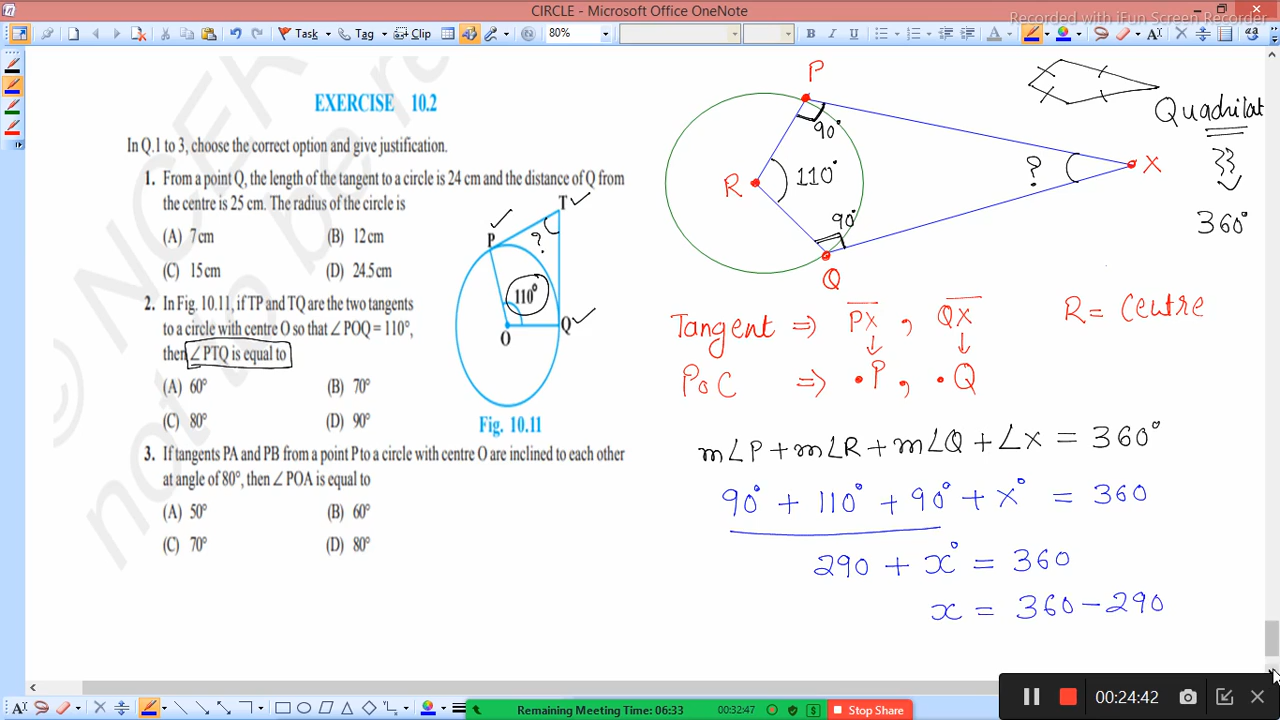 CIRCLE - Microsoft Office OneNote
Recorded with iFun Screen Recorder
Task
Tag
Clip
80%
B I U
EXERCISE 10.2
In Q.1 to 3, choose the correct option and give justification.
1. From a point Q, the length of the tangent to a circle is 24 cm and the distance of Q from
the centre is 25 cm. The radius of the circle is
(A) 7 cm (B) 12 cm
(C) 15 cm (D) 24.5 cm
2. In Fig. 10.11, if TP and TQ are the two tangents
to a circle with centre O so that ∠ POQ = 110°,
then ∠ PTQ is equal to
(A) 60° (B) 70°
(C) 80° (D) 90°
T
P
?
110°
O
Q
Fig. 10.11
3. If tangents PA and PB from a point P to a circle with centre O are inclined to each other
at angle of 80°, then ∠ POA is equal to
(A) 50° (B) 60°
(C) 70° (D) 80°
NCER
not to be
P
90°
R
110°
?
X
90°
Q
Quadrilat
360°
Tangent ⇒ PX , QX
R = Centre
PoC ⇒ •P, •Q
m∠P + m∠R + m∠Q + ∠X = 360°
90° + 110° + 90° + x° = 360
290 + x° = 360
x = 360 - 290
00:24:42
Remaining Meeting Time: 06:33
00:32:47
Stop Share